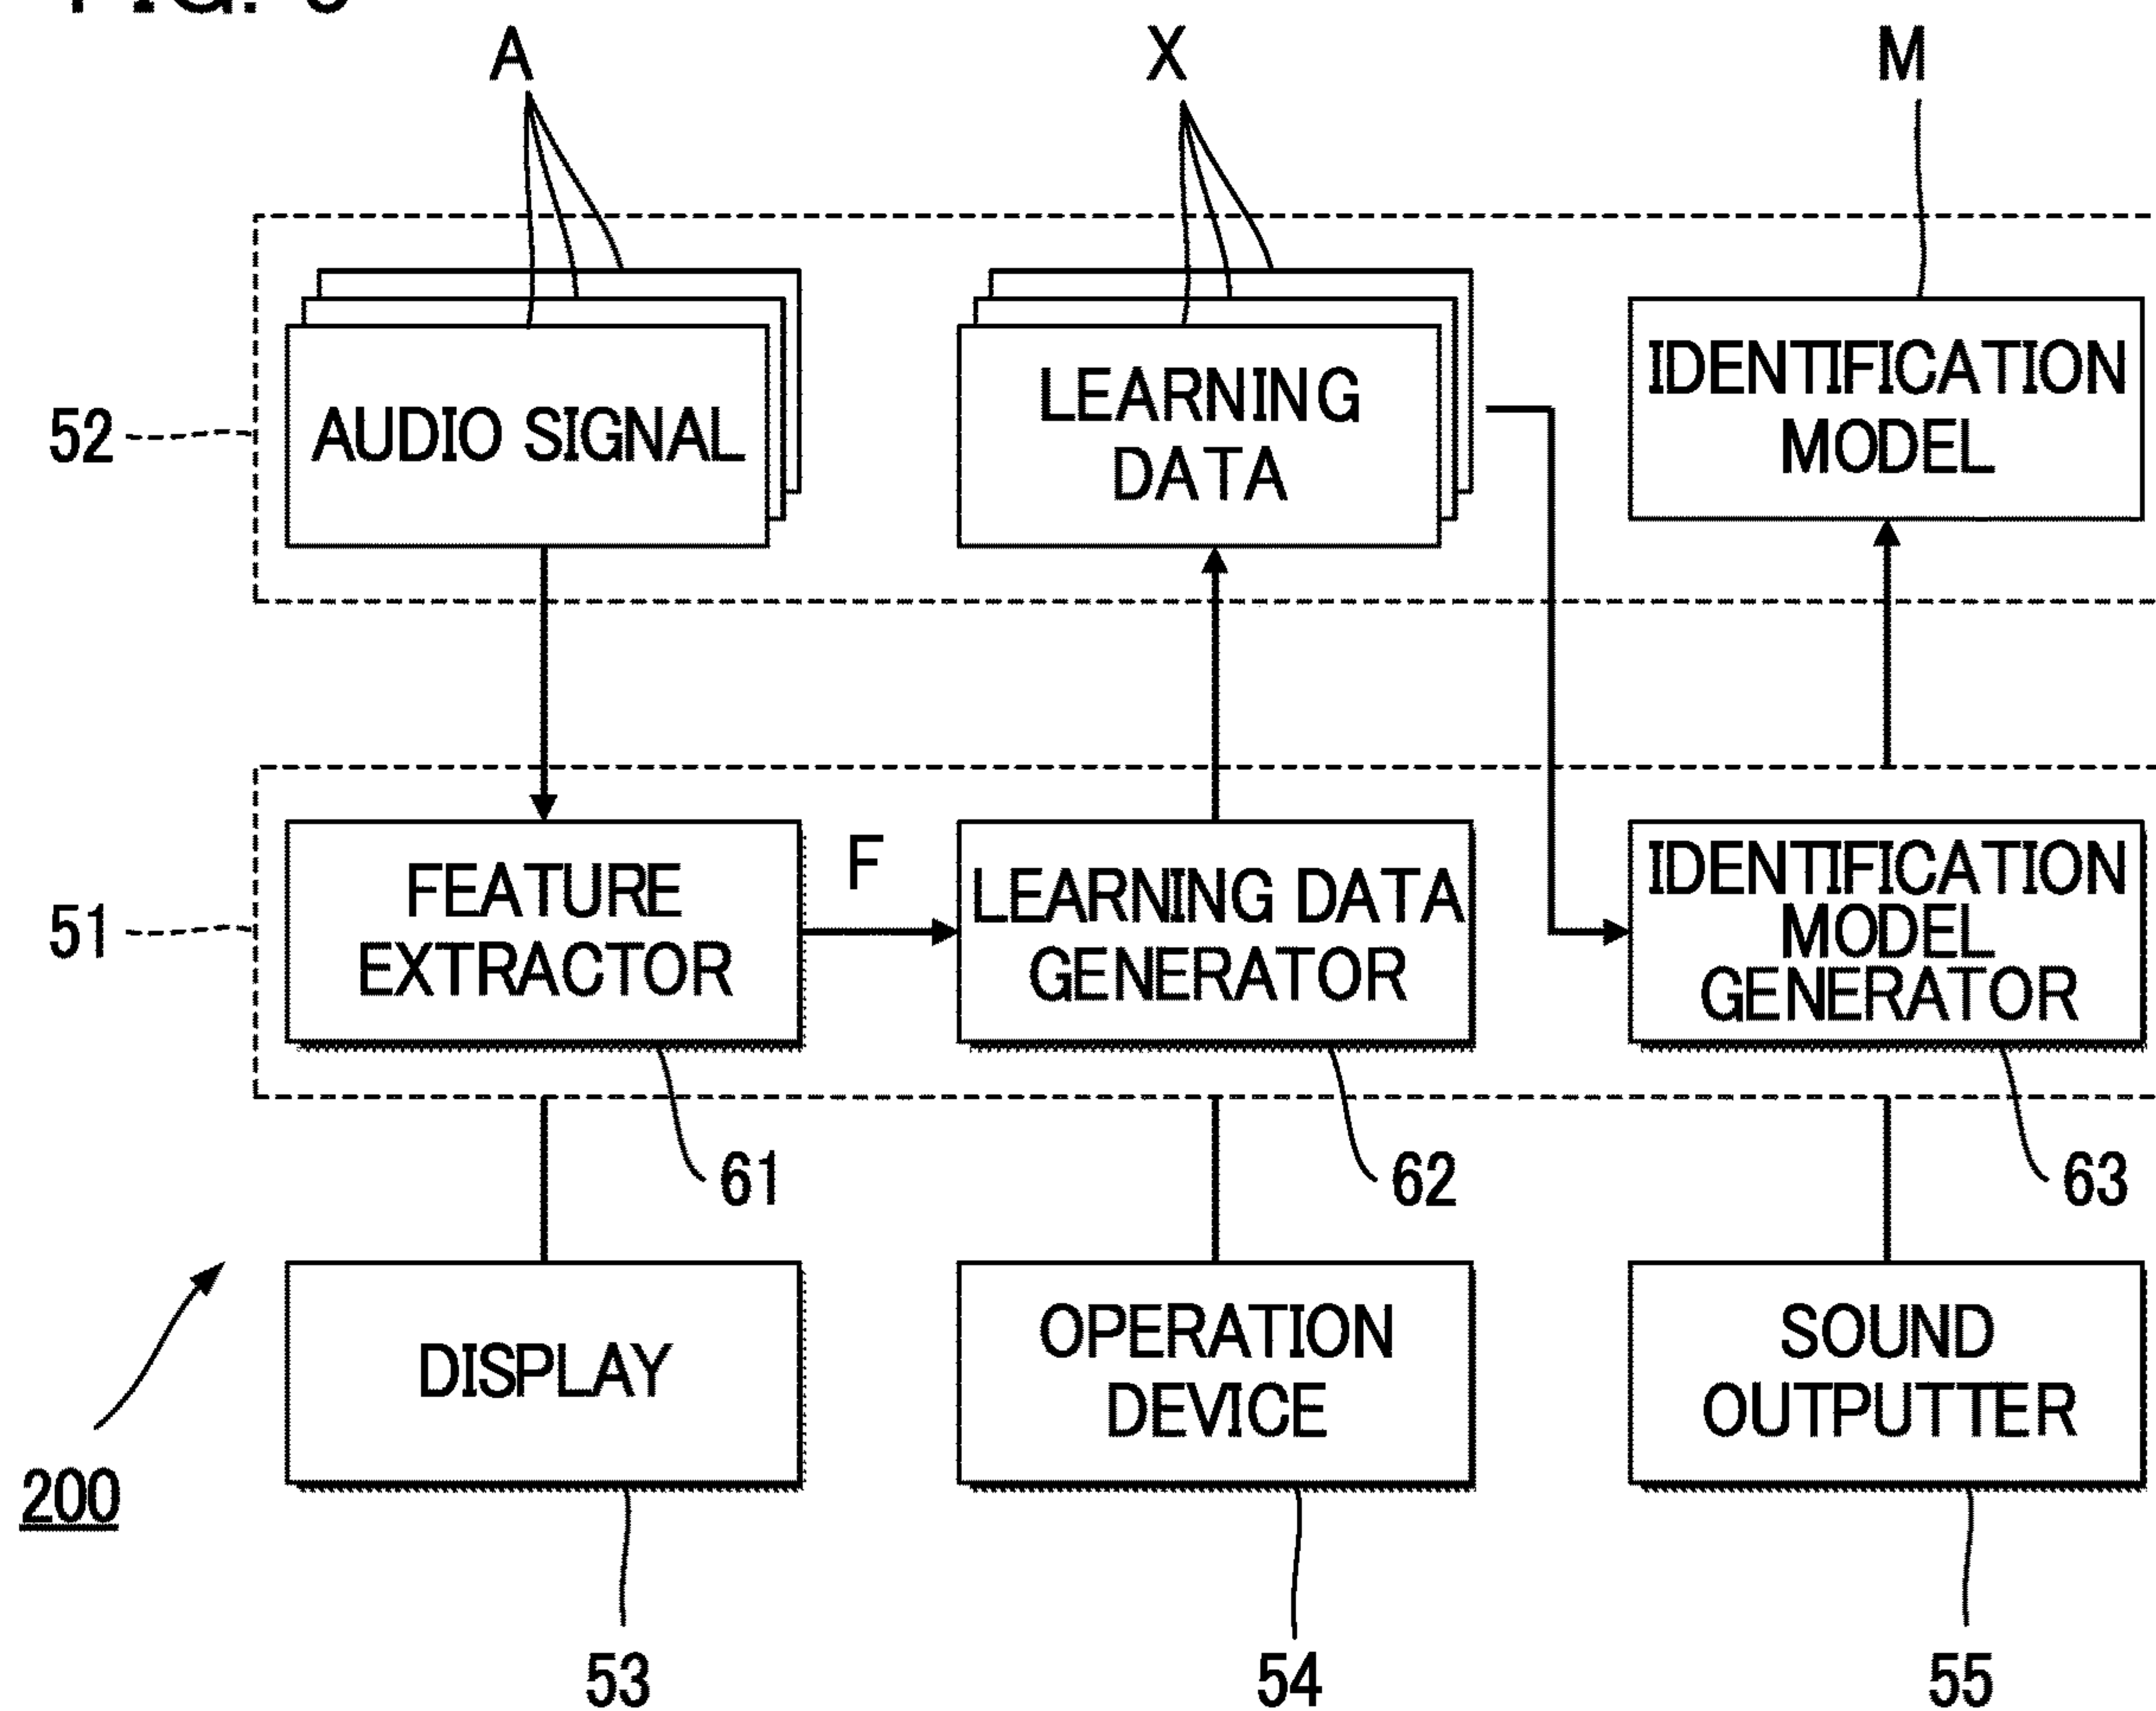 A
X
M
52
AUDIO SIGNAL
LEARNING
DATA
IDENTIFICATION
MODEL
51
FEATURE
EXTRACTOR
F
LEARNING DATA
GENERATOR
IDENTIFICATION
MODEL
GENERATOR
61
62
63
200
DISPLAY
OPERATION
DEVICE
SOUND
OUTPUTTER
53
54
55